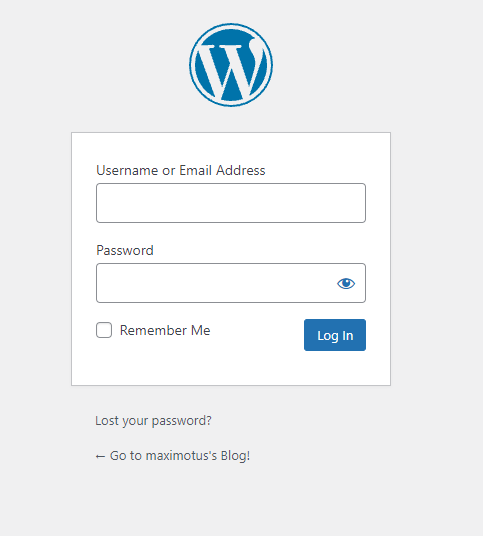 Username or Email Address
Password
Remember Me
Log In
Lost your password?
← Go to maximotus's Blog!